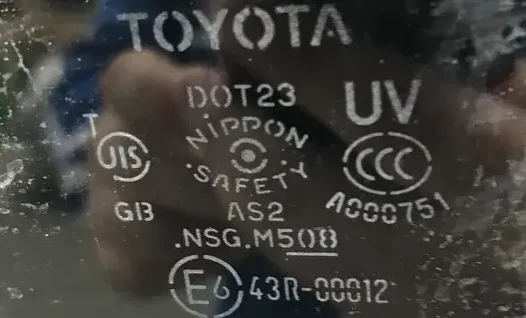 TOYOTA
DOT23
UV
T
JIS
NIPPON
·SAFETY·
CCC
A000751
GB
AS2
.NSG.M508
E6 43R-00012